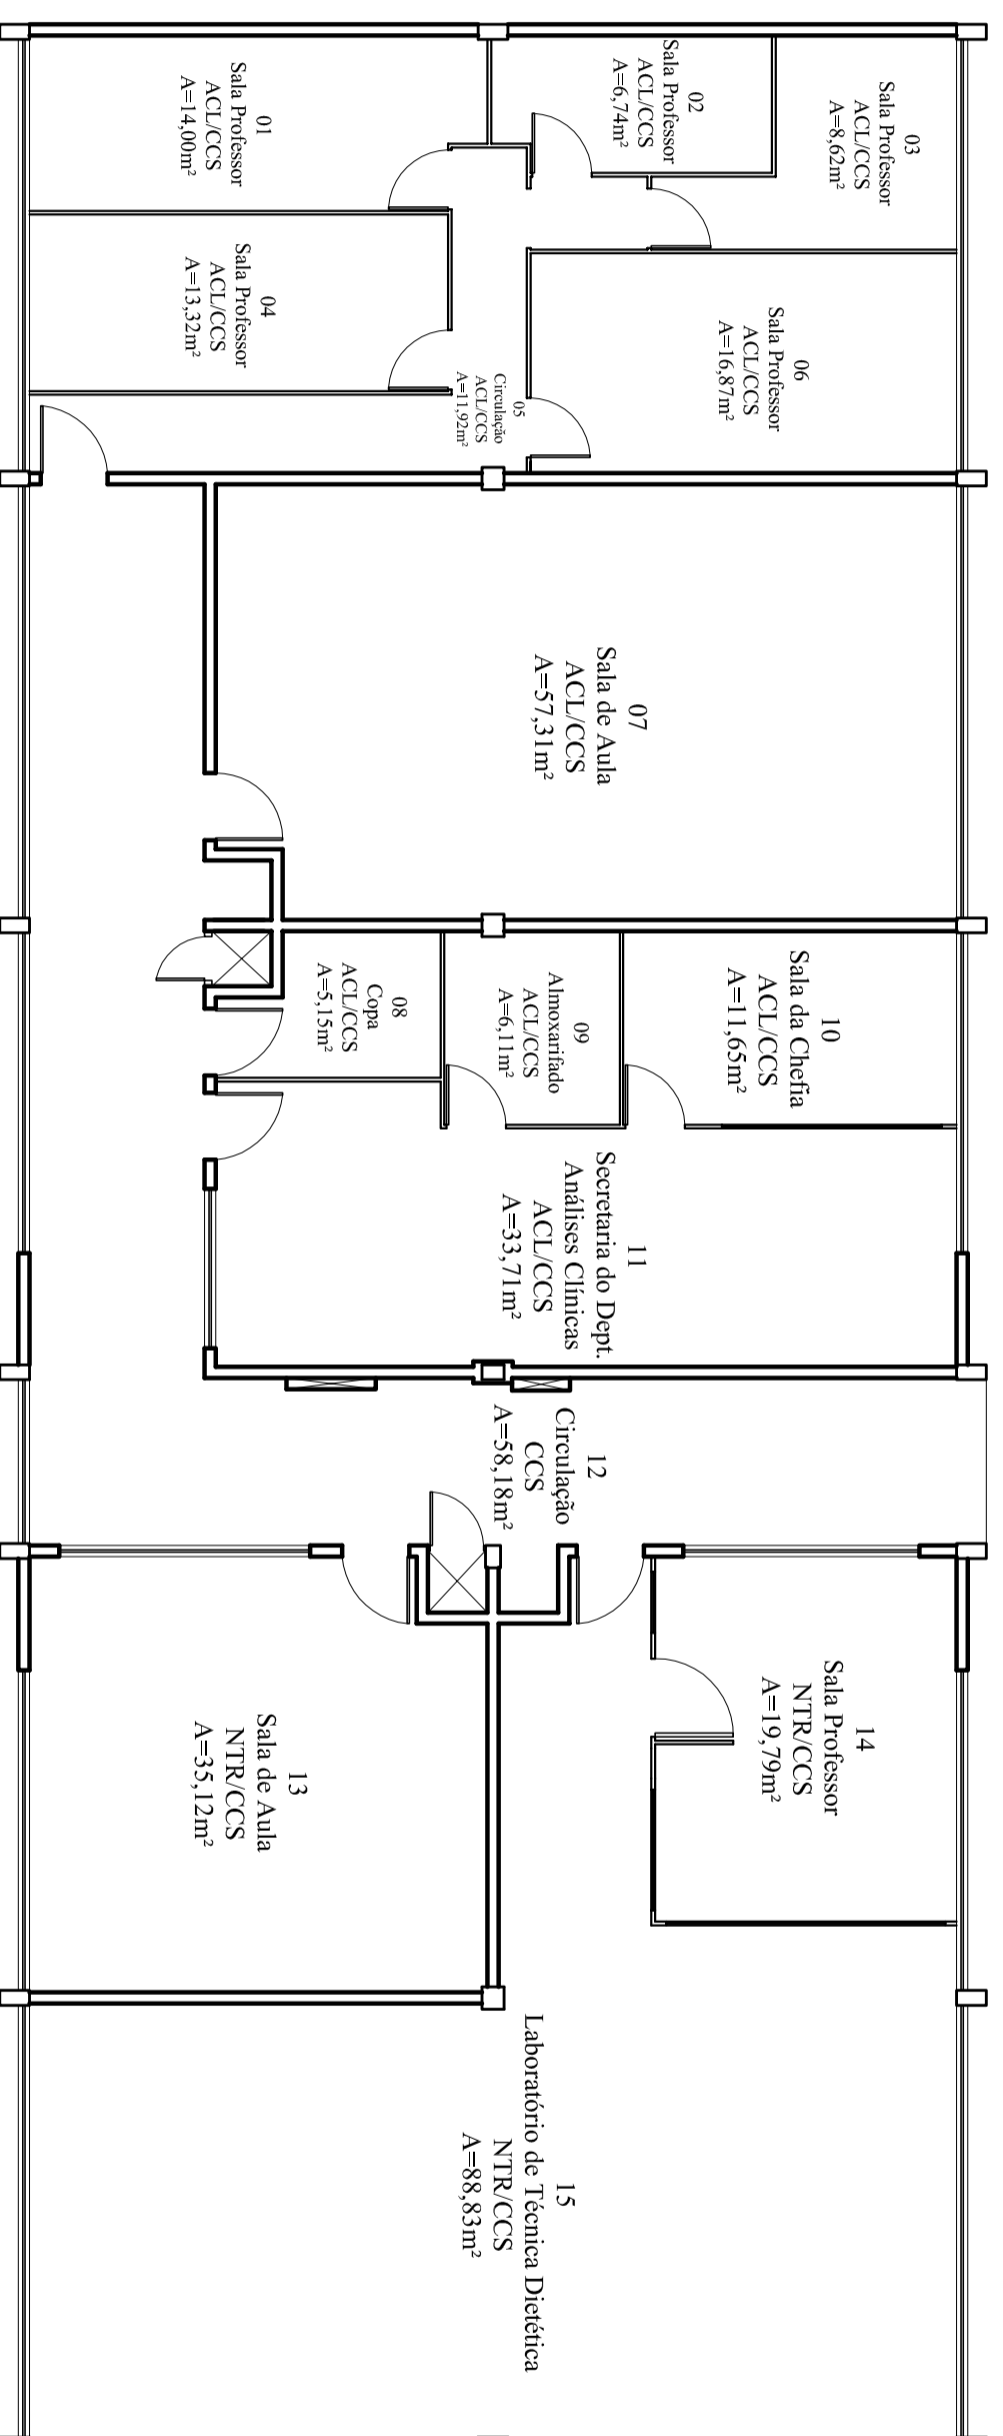 01
Sala Professor
ACL/CCS
A=14,00m²
02
Sala Professor
ACL/CCS
A=6,74m²
03
Sala Professor
ACL/CCS
A=8,62m²
04
Sala Professor
ACL/CCS
A=13,32m²
05
Circulação
ACL/CCS
A=11,92m²
06
Sala Professor
ACL/CCS
A=16,87m²
07
Sala de Aula
ACL/CCS
A=57,31m²
08
Copa
ACL/CCS
A=5,15m²
09
Almoxarifado
ACL/CCS
A=6,11m²
10
Sala da Chefia
ACL/CCS
A=11,65m²
11
Secretaria do Dept.
Análises Clínicas
ACL/CCS
A=33,71m²
12
Circulação
CCS
A=58,18m²
13
Sala de Aula
NTR/CCS
A=35,12m²
14
Sala Professor
NTR/CCS
A=19,79m²
15
Laboratório de Técnica Dietética
NTR/CCS
A=88,83m²